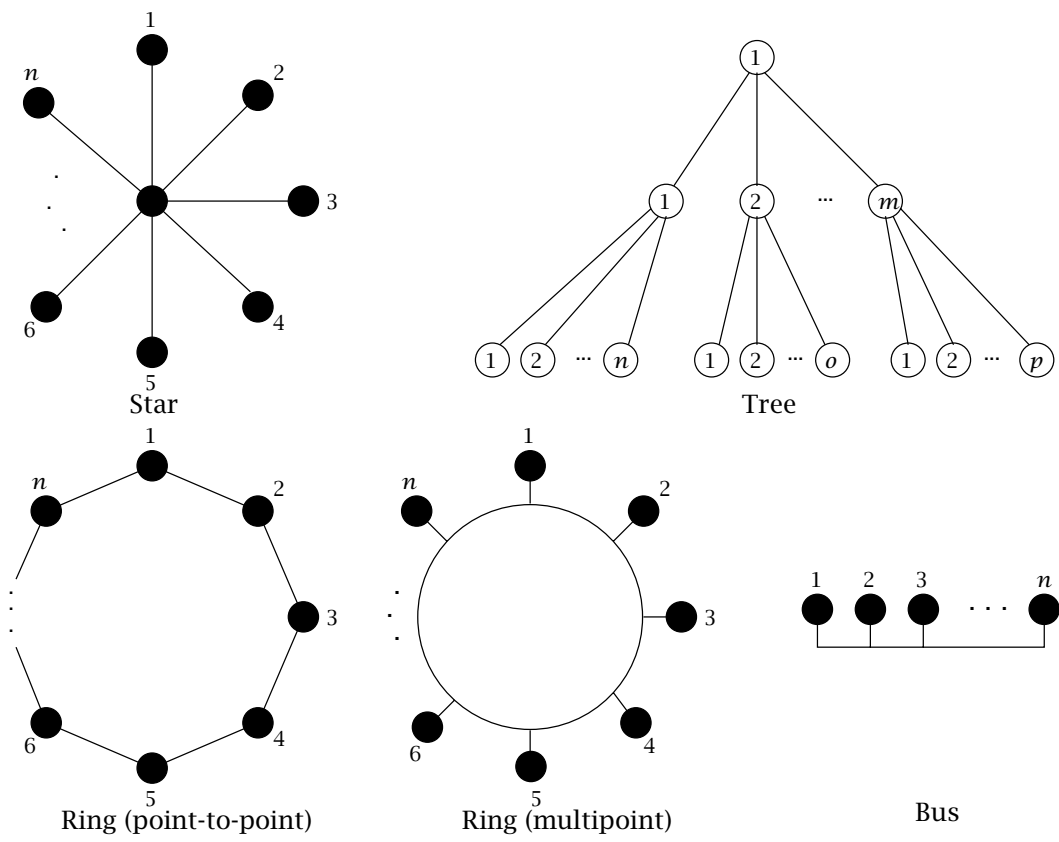 1
n
2
3
6
4
5
Star
1
1 2 ... m
1 2 ... n 1 2 ... o 1 2 ... p
Tree
1
n
2
3
6
4
5
Ring (point-to-point)
1
n
2
3
6
4
5
Ring (multipoint)
1 2 3 . . . n
Bus